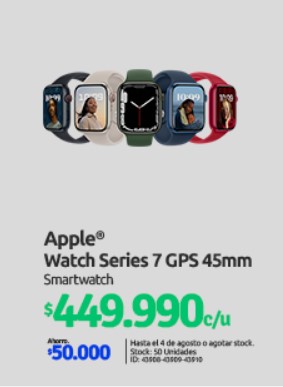 Apple®
Watch Series 7 GPS 45mm
Smartwatch
$449.990c/u
Ahorro
$50.000
Hasta el 4 de agosto o agotar stock.
Stock: 50 Unidades